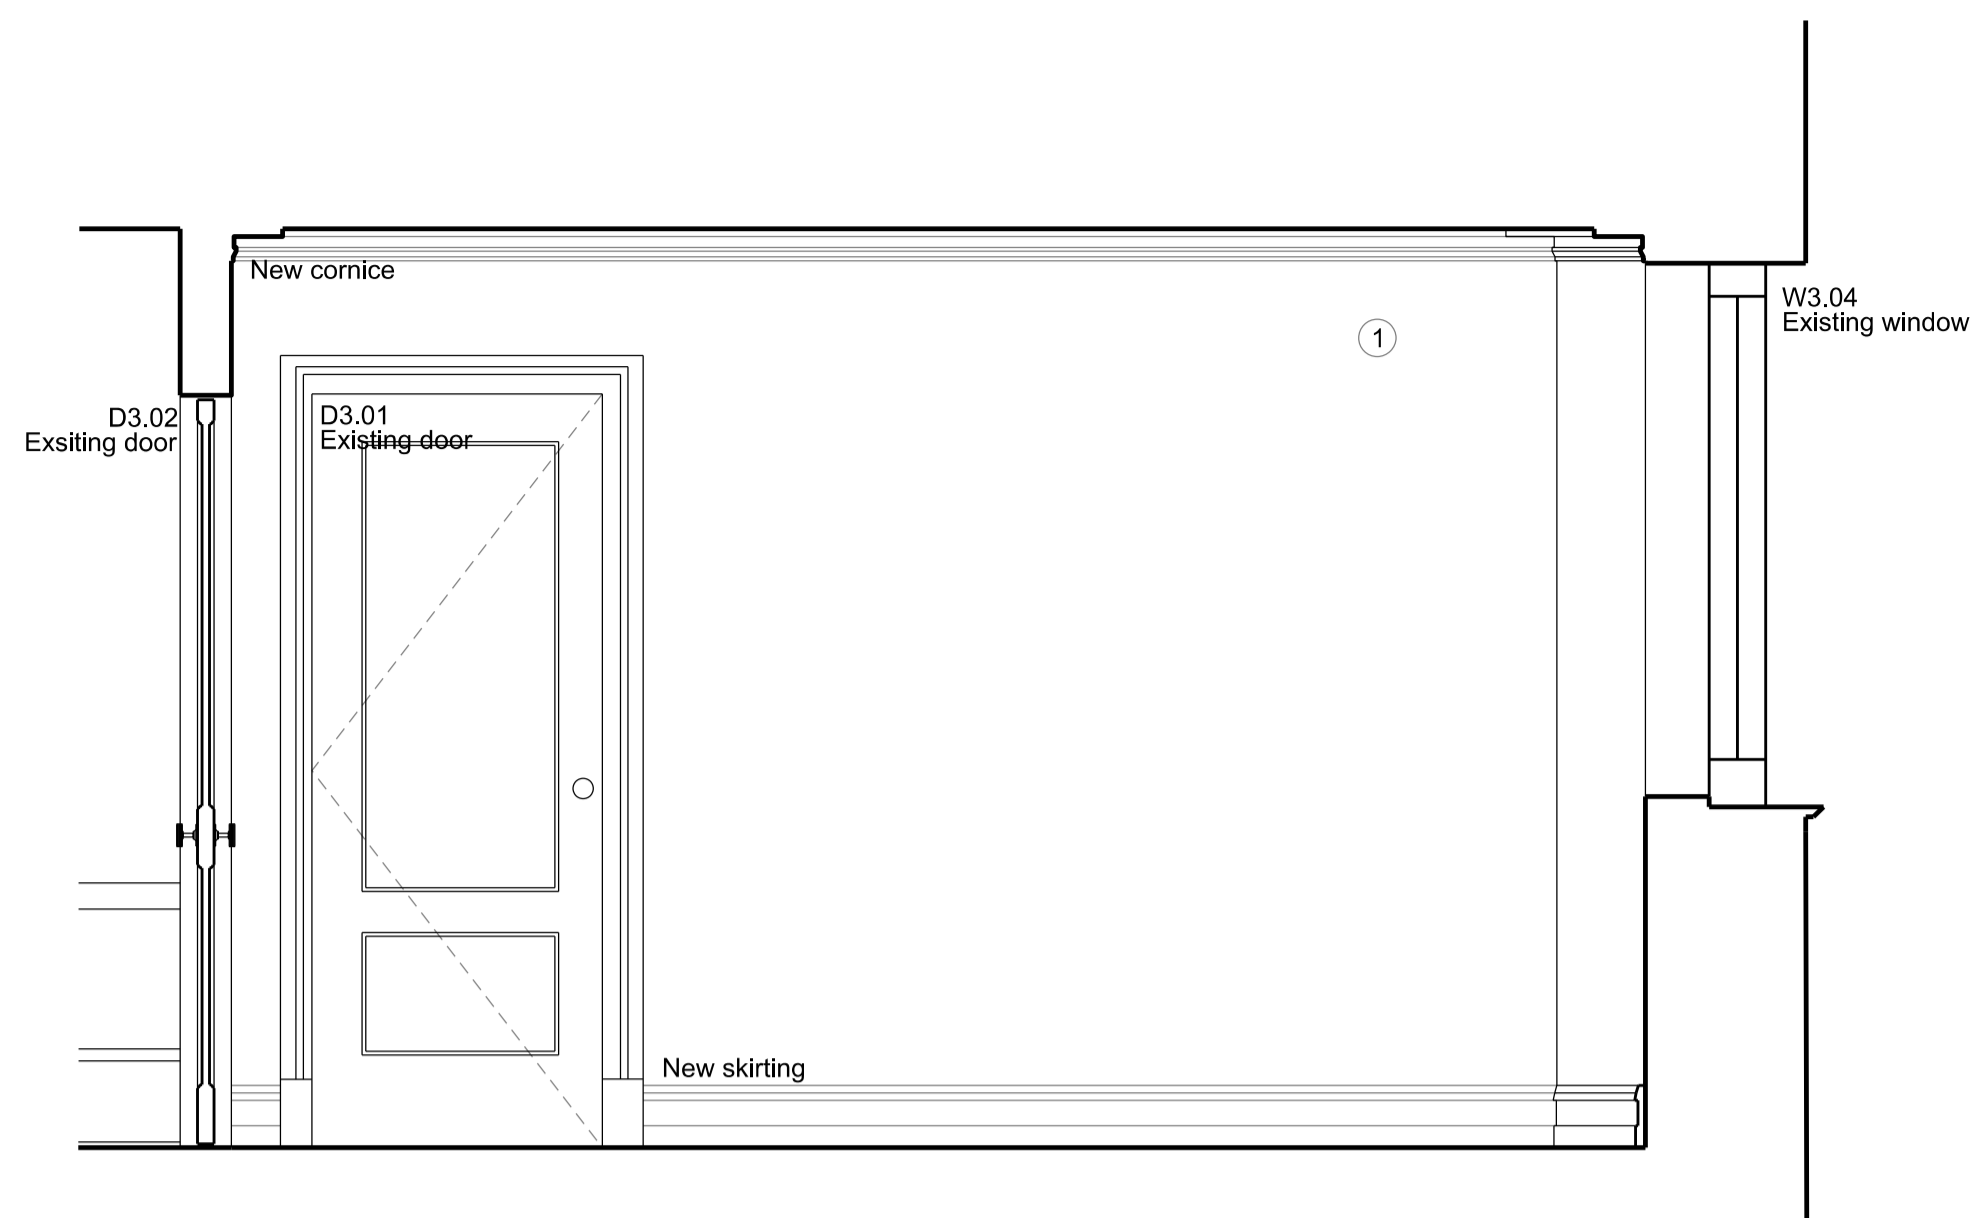 New cornice
W3.04
Existing window
1
D3.02
Exsiting door
D3.01
Existing door
New skirting